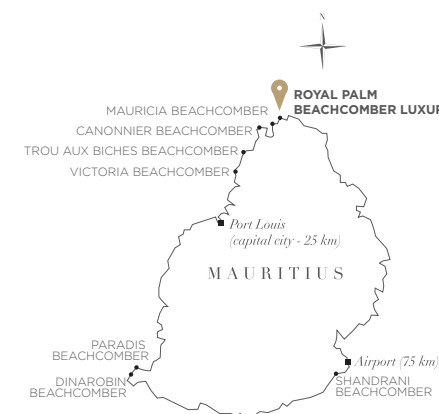 N
ROYAL PALM
BEACHCOMBER LUXUR
MAURICIA BEACHCOMBER
CANONNIER BEACHCOMBER
TROU AUX BICHES BEACHCOMBER
VICTORIA BEACHCOMBER
Port Louis
(capital city - 25 km)
MAURITIUS
PARADIS
BEACHCOMBER
Airport (75 km)
DINAROBIN
BEACHCOMBER
SHANDRANI
BEACHCOMBER